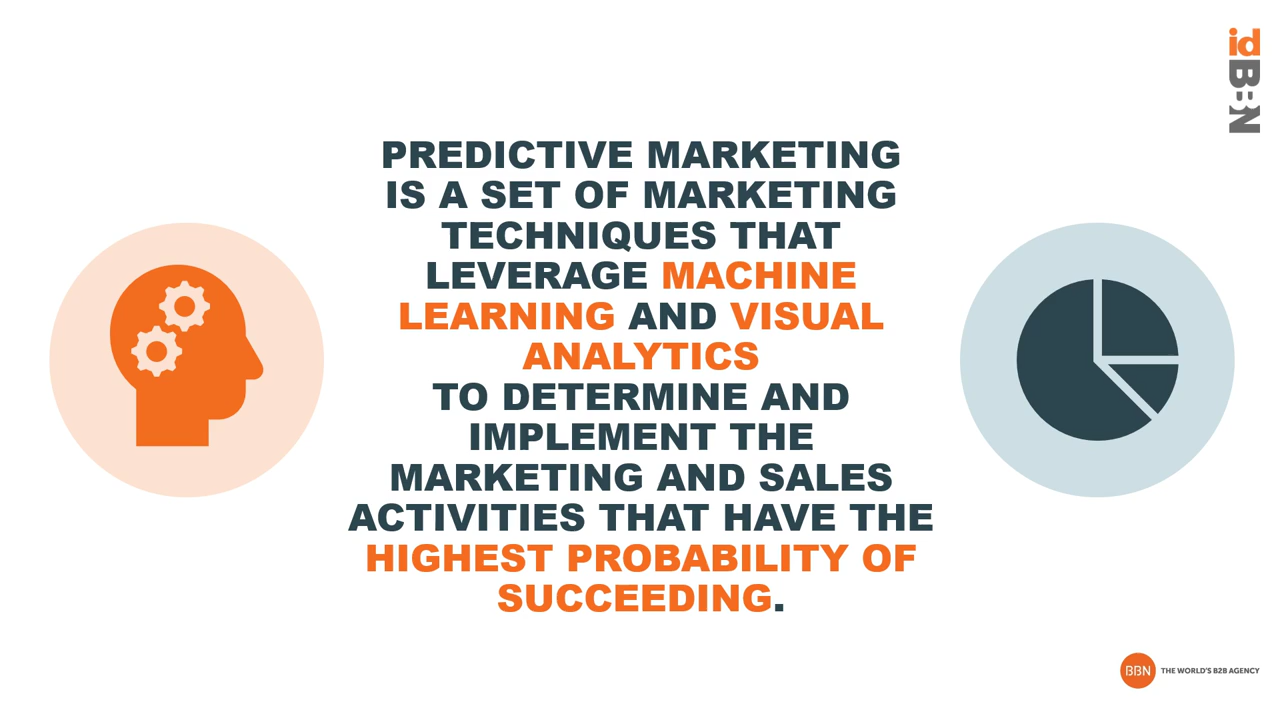 id
BBN
PREDICTIVE MARKETING
IS A SET OF MARKETING
TECHNIQUES THAT
LEVERAGE MACHINE
LEARNING AND VISUAL
ANALYTICS
TO DETERMINE AND
IMPLEMENT THE
MARKETING AND SALES
ACTIVITIES THAT HAVE THE
HIGHEST PROBABILITY OF
SUCCEEDING.
BBN THE WORLD'S B2B AGENCY